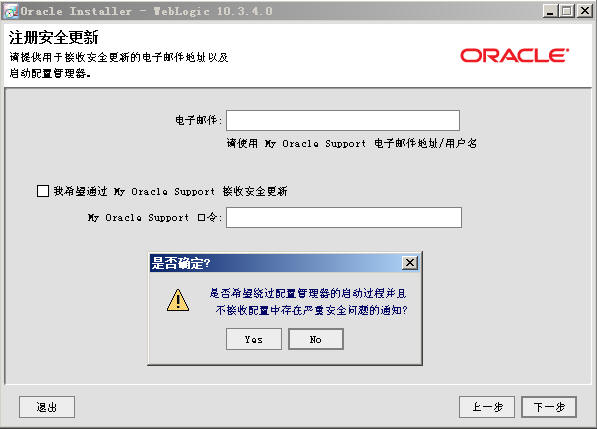 Oracle Installer - WebLogic 10.3.4.0
注册安全更新
请提供用于接收安全更新的电子邮件地址以及
启动配置管理器。
ORACLE
电子邮件:
请使用 My Oracle Support 电子邮件地址/用户名
我希望通过 My Oracle Support 接收安全更新
My Oracle Support 口令:
是否确定?
是否希望绕过配置管理器的启动过程并且
不接收配置中存在严重安全问题的通知?
Yes No
退出 上一步 下一步